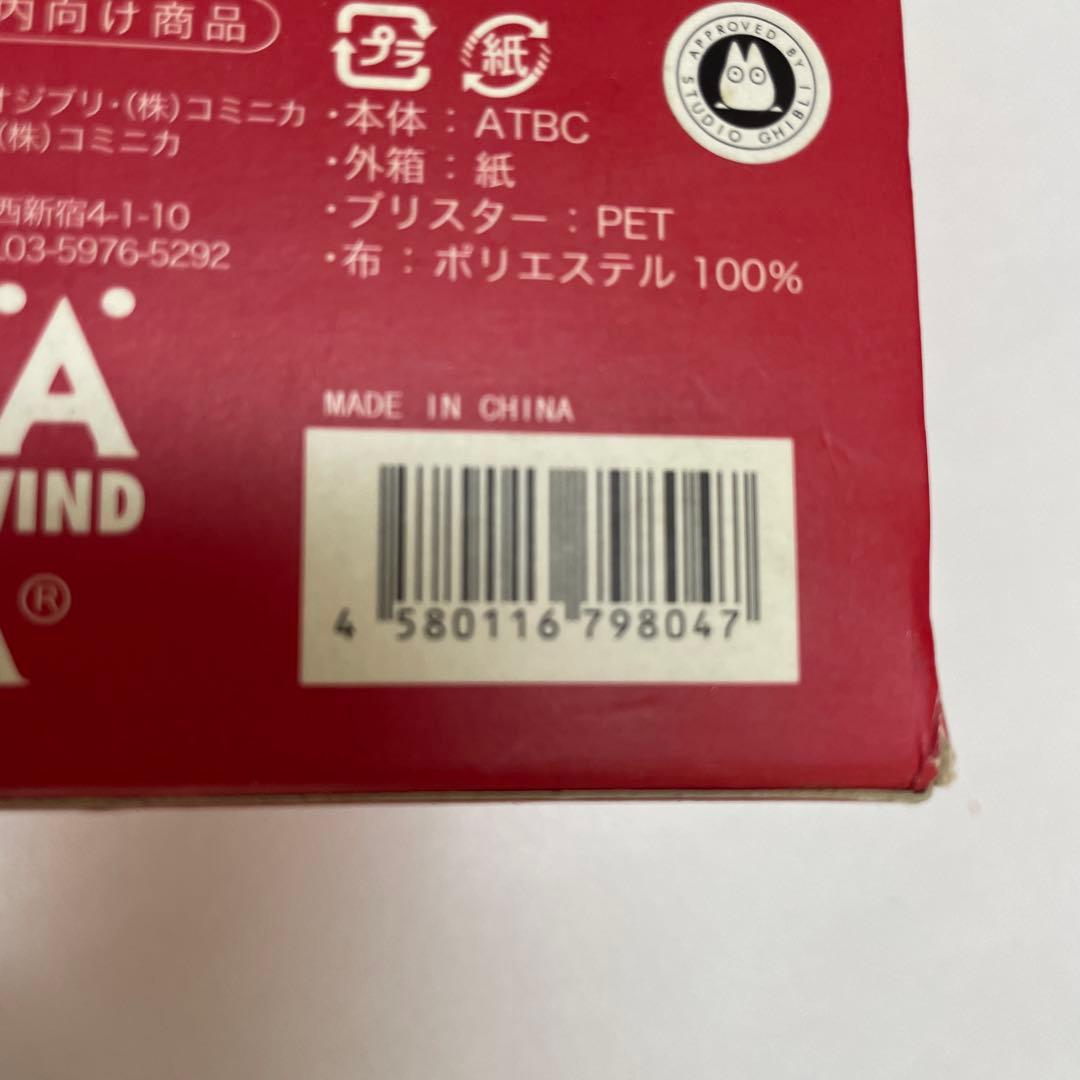 内向け商品
プラ
紙
APPROVED BY
STUDIO GHIBLI
オジブリ・(株)コミニカ
(株)コミニカ
西新宿4-1-10
.03-5976-5292
・本体：ATBC
・外箱：紙
・ブリスター：PET
・布：ポリエステル 100%
Ä
WIND
®
MADE IN CHINA
4 580116 798047